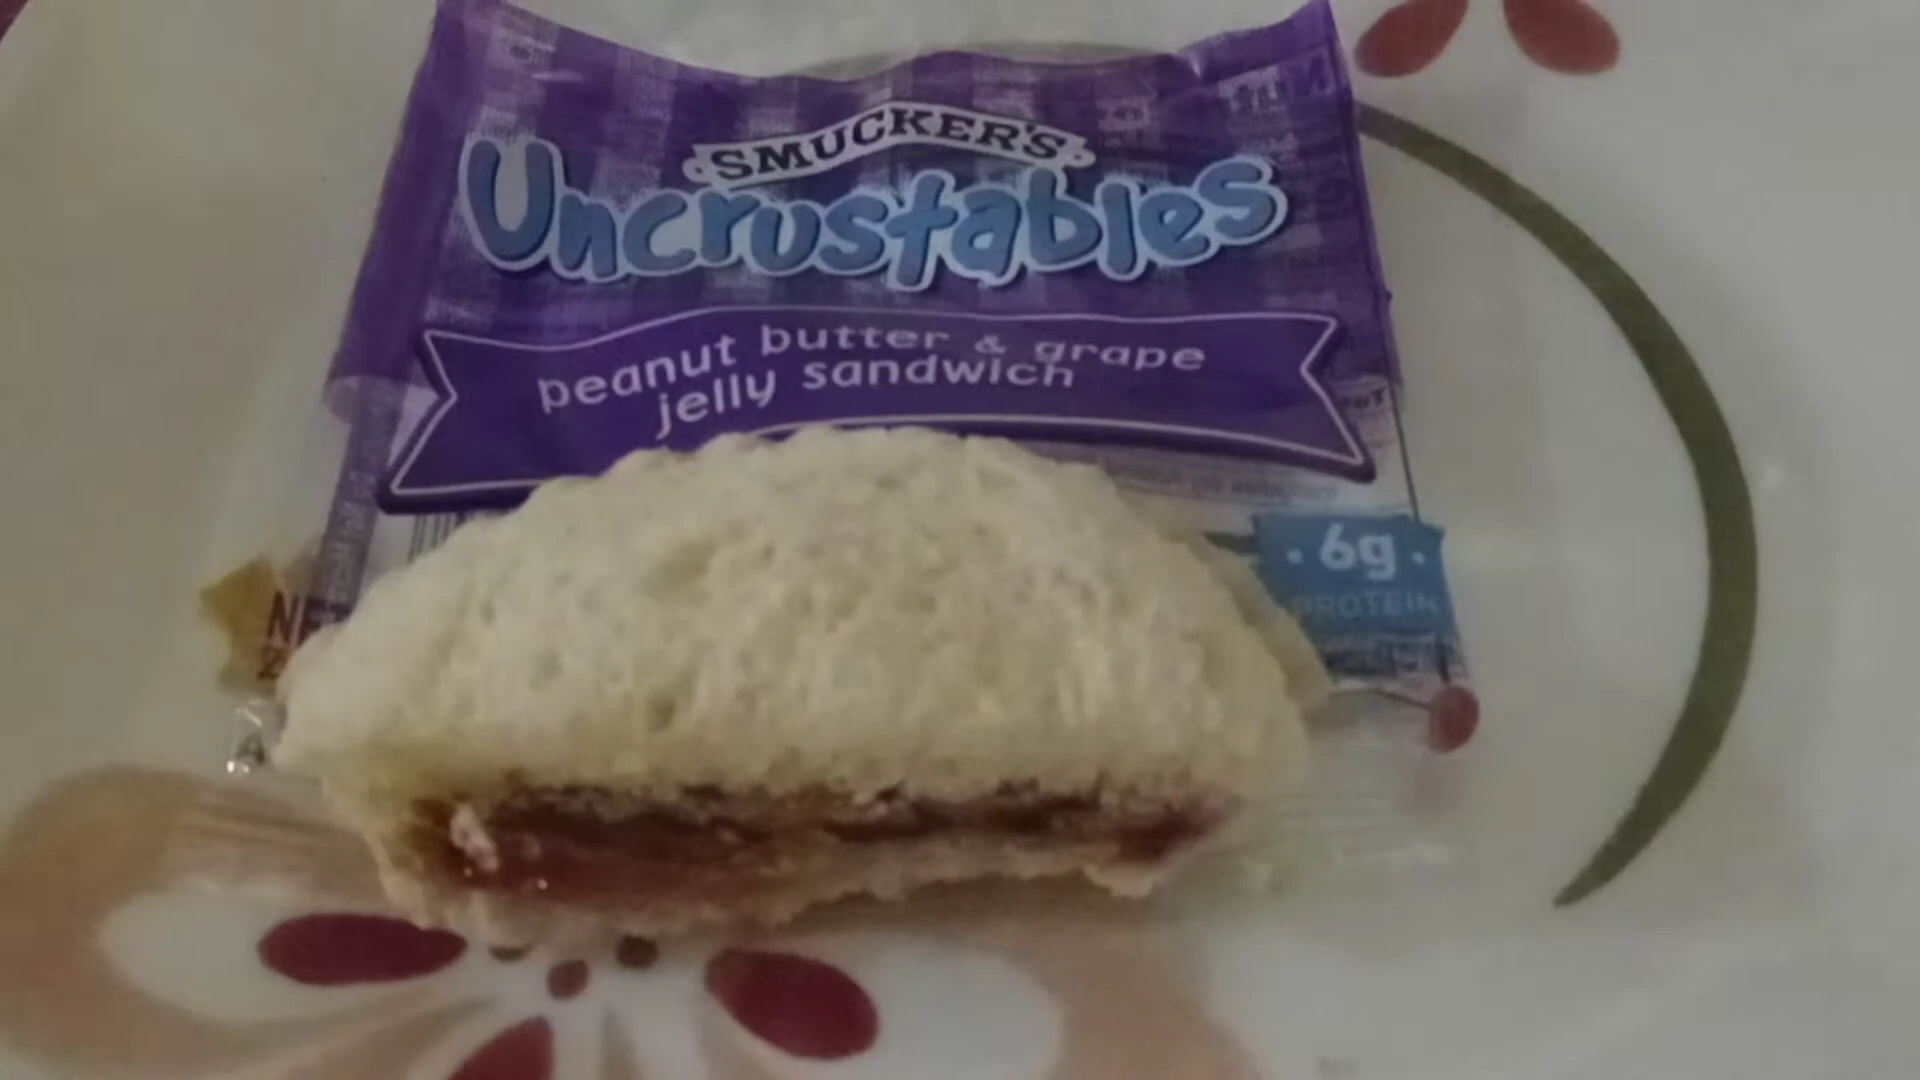 SMUCKER'S
Uncrustables
peanut butter & grape
jelly sandwich
· 6g ·
PROTEIN